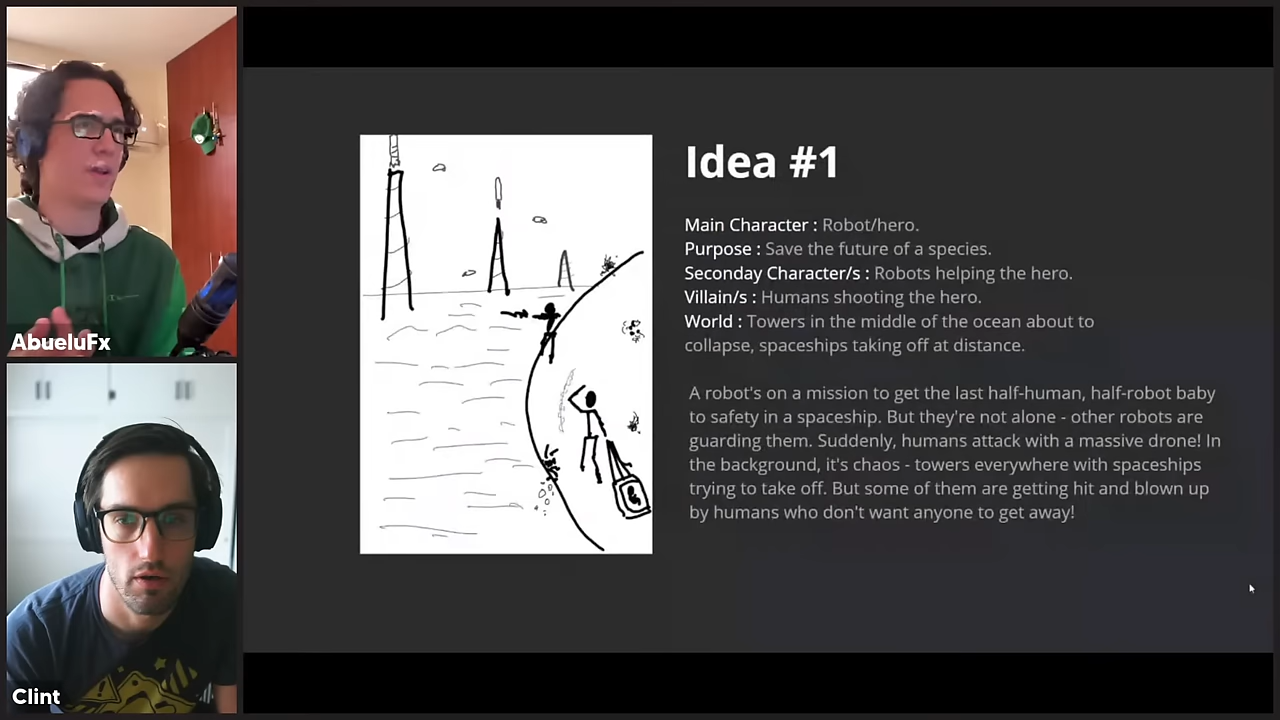 AbueluFx
Clint
Idea #1
Main Character : Robot/hero.
Purpose : Save the future of a species.
Seconday Character/s : Robots helping the hero.
Villain/s : Humans shooting the hero.
World : Towers in the middle of the ocean about to
collapse, spaceships taking off at distance.
A robot's on a mission to get the last half-human, half-robot baby
to safety in a spaceship. But they're not alone - other robots are
guarding them. Suddenly, humans attack with a massive drone! In
the background, it's chaos - towers everywhere with spaceships
trying to take off. But some of them are getting hit and blown up
by humans who don't want anyone to get away!